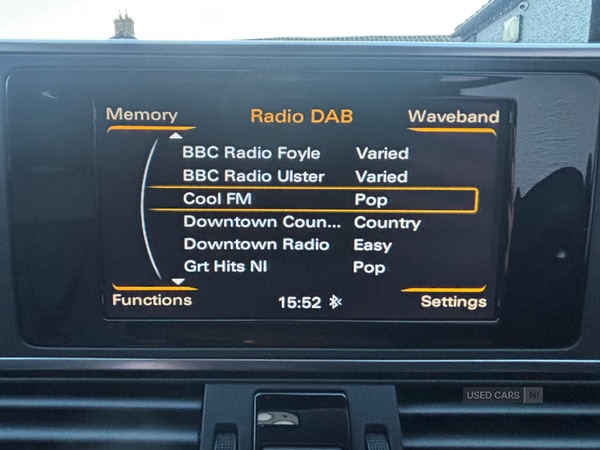 Memory Radio DAB Waveband
BBC Radio Foyle Varied
BBC Radio Ulster Varied
Cool FM Pop
Downtown Coun... Country
Downtown Radio Easy
Grt Hits NI Pop
Functions 15:52 Settings
USED CARS NI